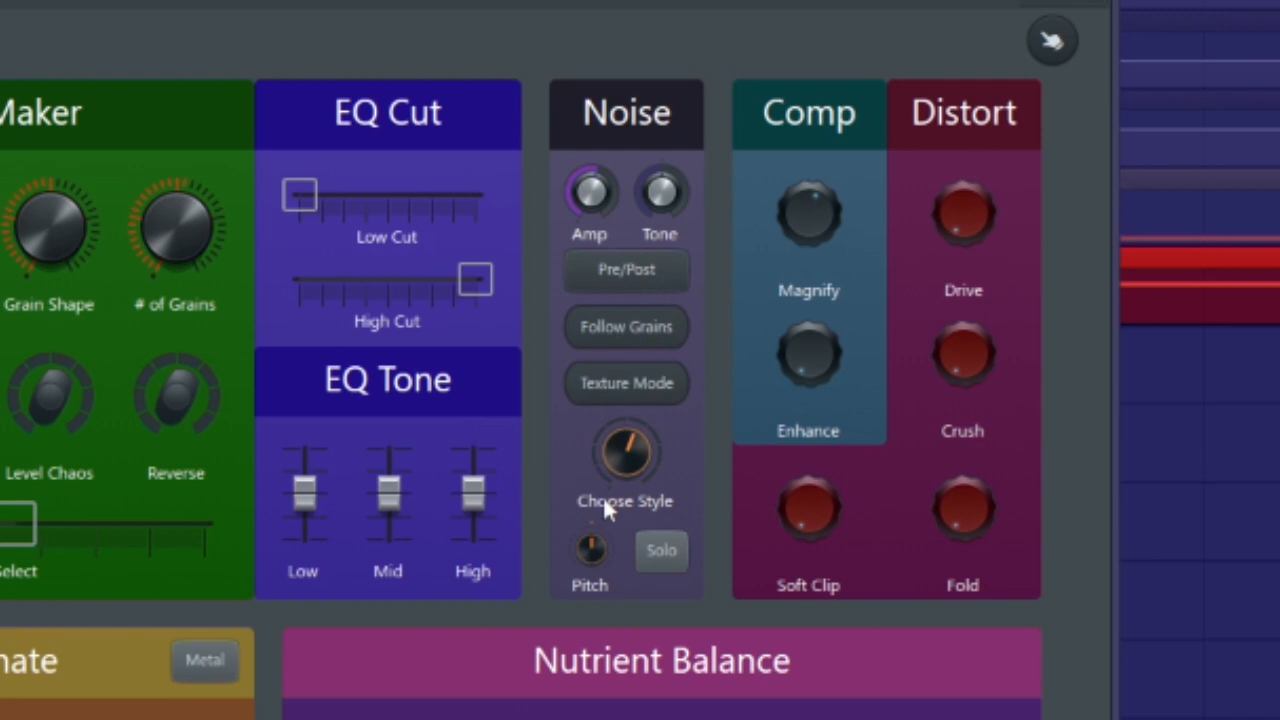 Maker
EQ Cut
Noise
Comp
Distort
Grain Shape
# of Grains
Level Chaos
Reverse
Select
Low Cut
High Cut
EQ Tone
Low
Mid
High
Amp
Tone
Pre/Post
Follow Grains
Texture Mode
Choose Style
Pitch
Solo
Magnify
Enhance
Drive
Crush
Soft Clip
Fold
nate
Metal
Nutrient Balance